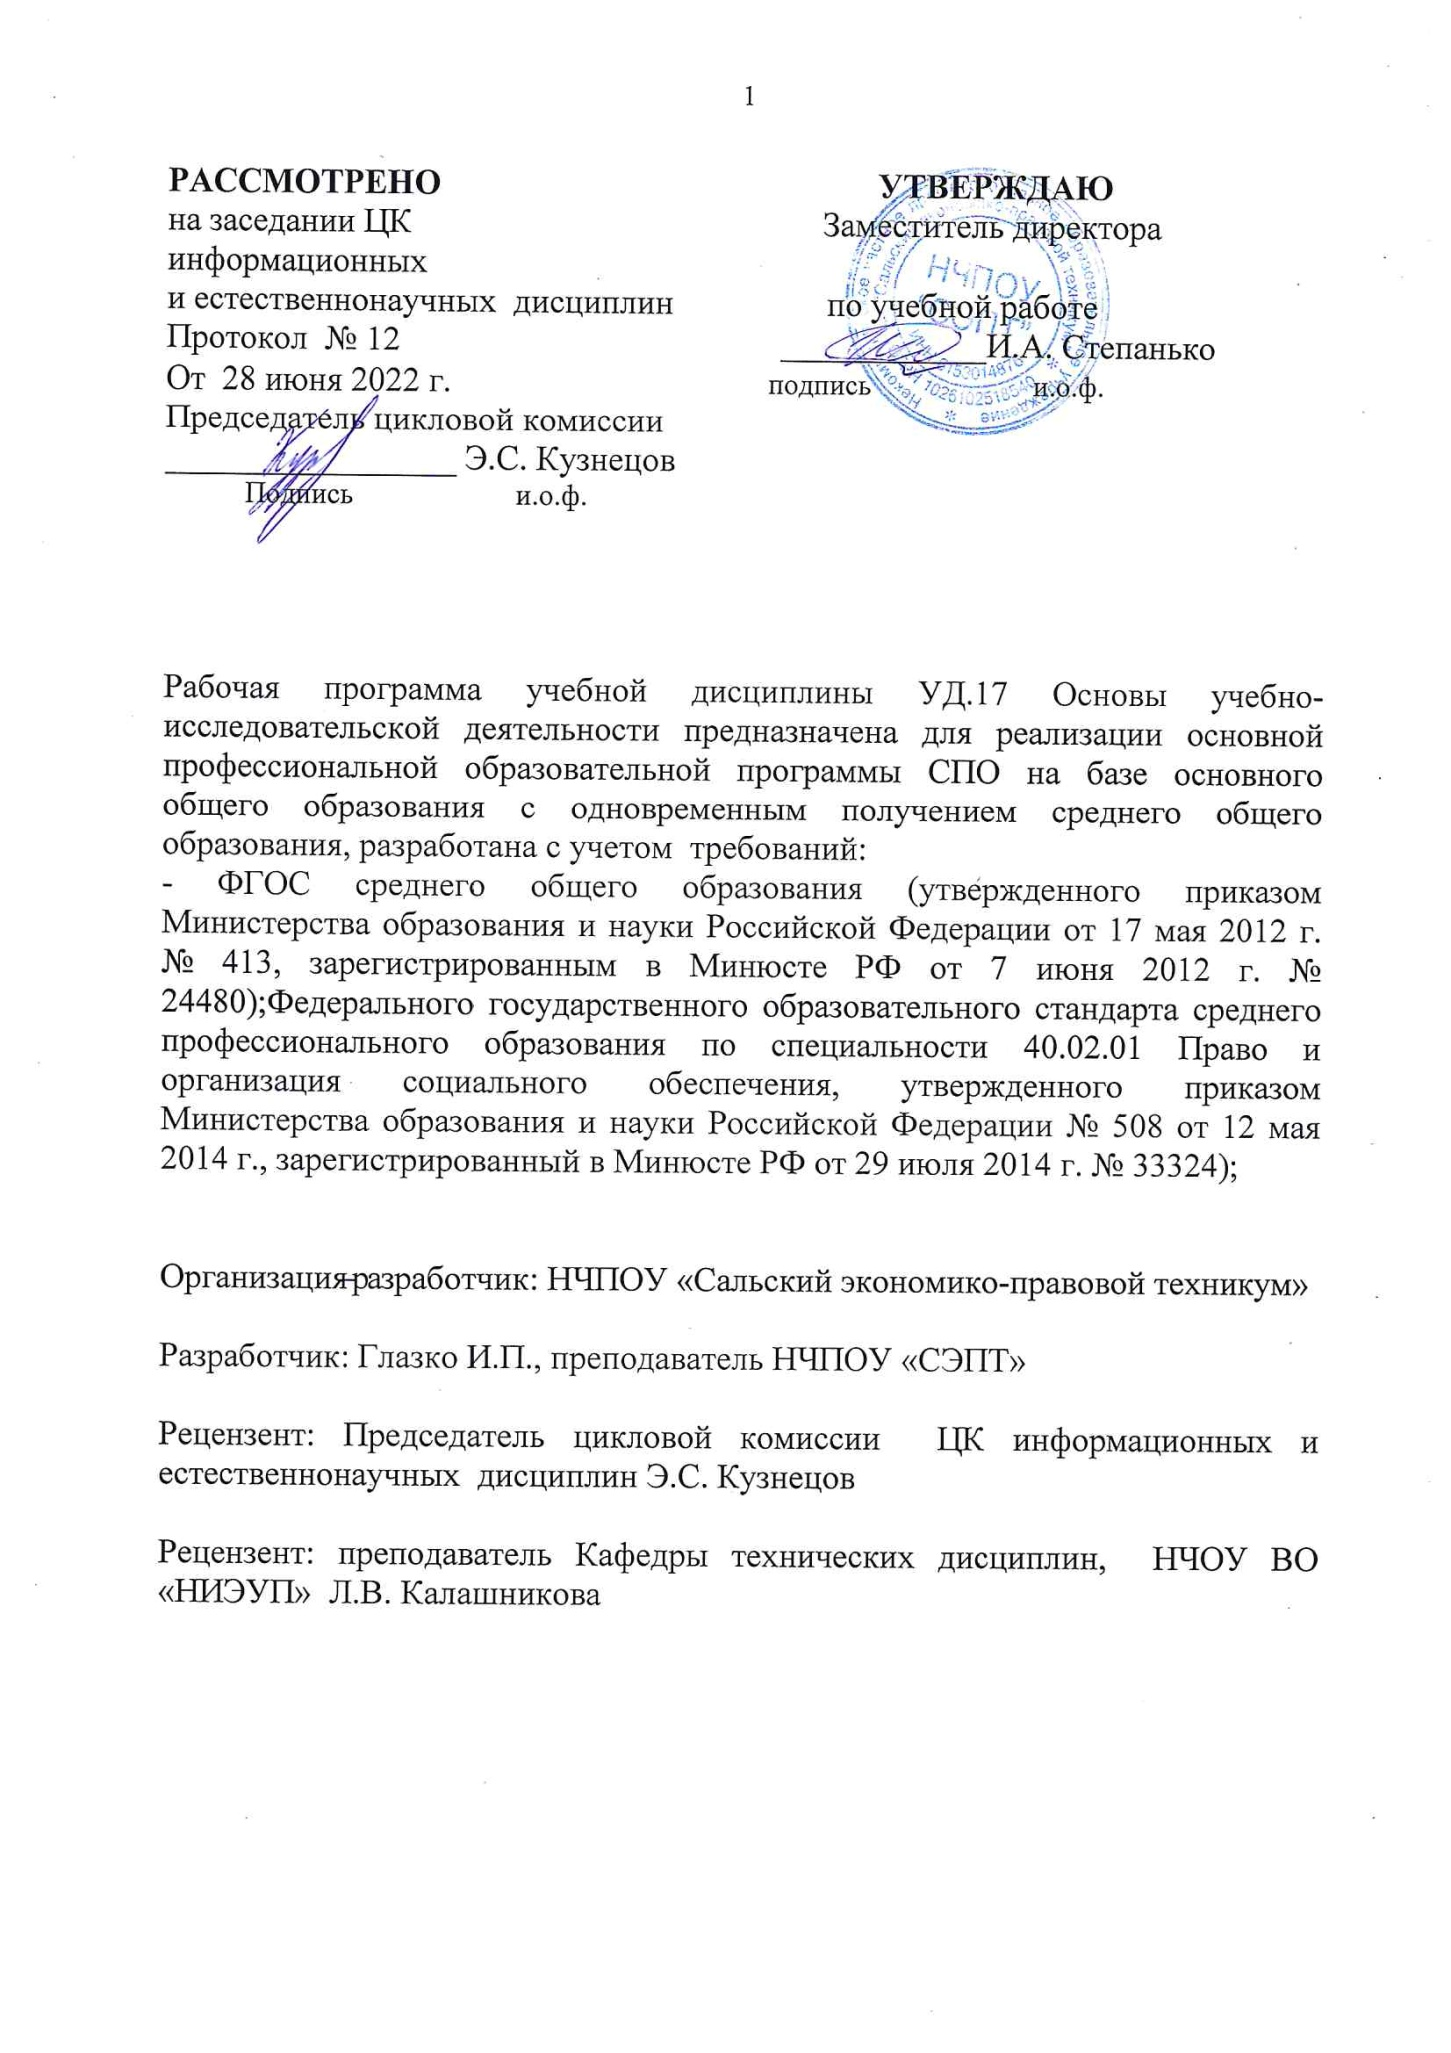 1
РАССМОТРЕНО
на заседании ЦК
информационных
и естественнонаучных дисциплин
Протокол № 12
От 28 июня 2022 г.
Председатель цикловой комиссии
Э.С. Кузнецов
Подпись и.о.ф.
УТВЕРЖДАЮ
Заместитель директора
по учебной работе
И.А. Степанько
подпись и.о.ф.
НЧПОУ
Рабочая программа учебной дисциплины УД.17 Основы учебно-
исследовательской деятельности предназначена для реализации основной
профессиональной образовательной программы СПО на базе основного
общего образования с одновременным получением среднего общего
образования, разработана с учетом требований:
- ФГОС среднего общего образования (утвержденного приказом
Министерства образования и науки Российской Федерации от 17 мая 2012 г.
№ 413, зарегистрированным в Минюсте РФ от 7 июня 2012 г. №
24480);Федерального государственного образовательного стандарта среднего
профессионального образования по специальности 40.02.01 Право и
организация социального обеспечения, утвержденного приказом
Министерства образования и науки Российской Федерации № 508 от 12 мая
2014 г., зарегистрированный в Минюсте РФ от 29 июля 2014 г. № 33324);
Организация-разработчик: НЧПОУ «Сальский экономико-правовой техникум»
Разработчик: Глазко И.П., преподаватель НЧПОУ «СЭПТ»
Рецензент: Председатель цикловой комиссии ЦК информационных и
естественнонаучных дисциплин Э.С. Кузнецов
Рецензент: преподаватель Кафедры технических дисциплин, НЧОУ ВО
«НИЭУП» Л.В. Калашникова